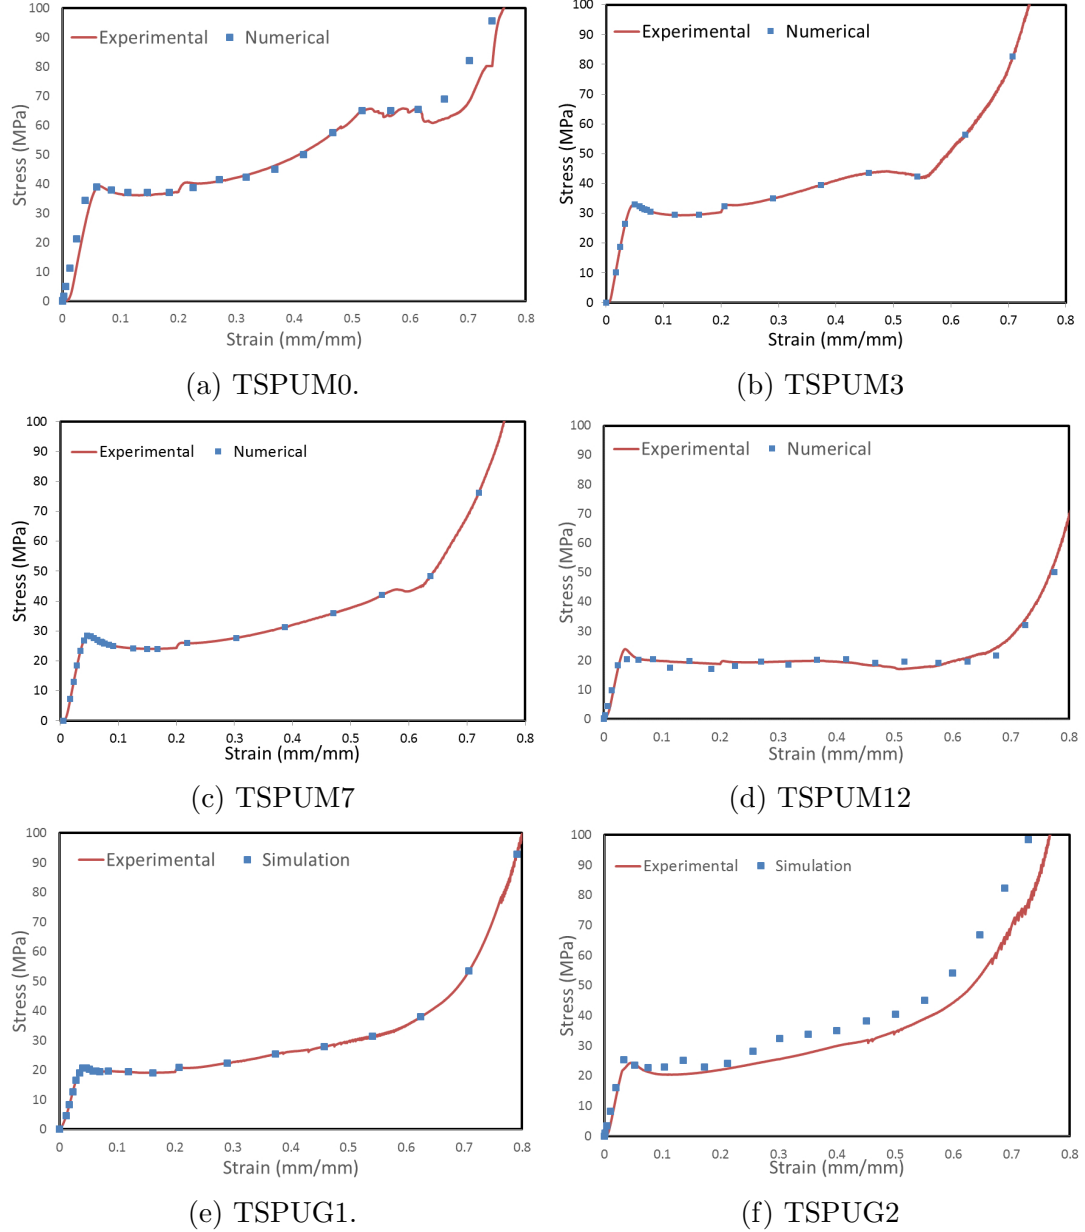 Experimental Numerical
Stress (MPa)
100
90
80
70
60
50
40
30
20
10
0
0 0.1 0.2 0.3 0.4 0.5 0.6 0.7 0.8
Strain (mm/mm)
(a) TSPUM0.
Experimental Numerical
Stress (MPa)
100
90
80
70
60
50
40
30
20
10
0
0 0.1 0.2 0.3 0.4 0.5 0.6 0.7 0.8
Strain (mm/mm)
(b) TSPUM3
Experimental Numerical
Stress (MPa)
100
90
80
70
60
50
40
30
20
10
0
0 0.1 0.2 0.3 0.4 0.5 0.6 0.7 0.8
Strain (mm/mm)
(c) TSPUM7
Experimental Numerical
Stress (MPa)
100
90
80
70
60
50
40
30
20
10
0
0 0.1 0.2 0.3 0.4 0.5 0.6 0.7 0.8
Strain (mm/mm)
(d) TSPUM12
Experimental Simulation
Stress (MPa)
100
90
80
70
60
50
40
30
20
10
0
0 0.1 0.2 0.3 0.4 0.5 0.6 0.7 0.8
Strain (mm/mm)
(e) TSPUG1.
Experimental Simulation
Stress (MPa)
100
90
80
70
60
50
40
30
20
10
0
0 0.1 0.2 0.3 0.4 0.5 0.6 0.7 0.8
Strain (mm/mm)
(f) TSPUG2